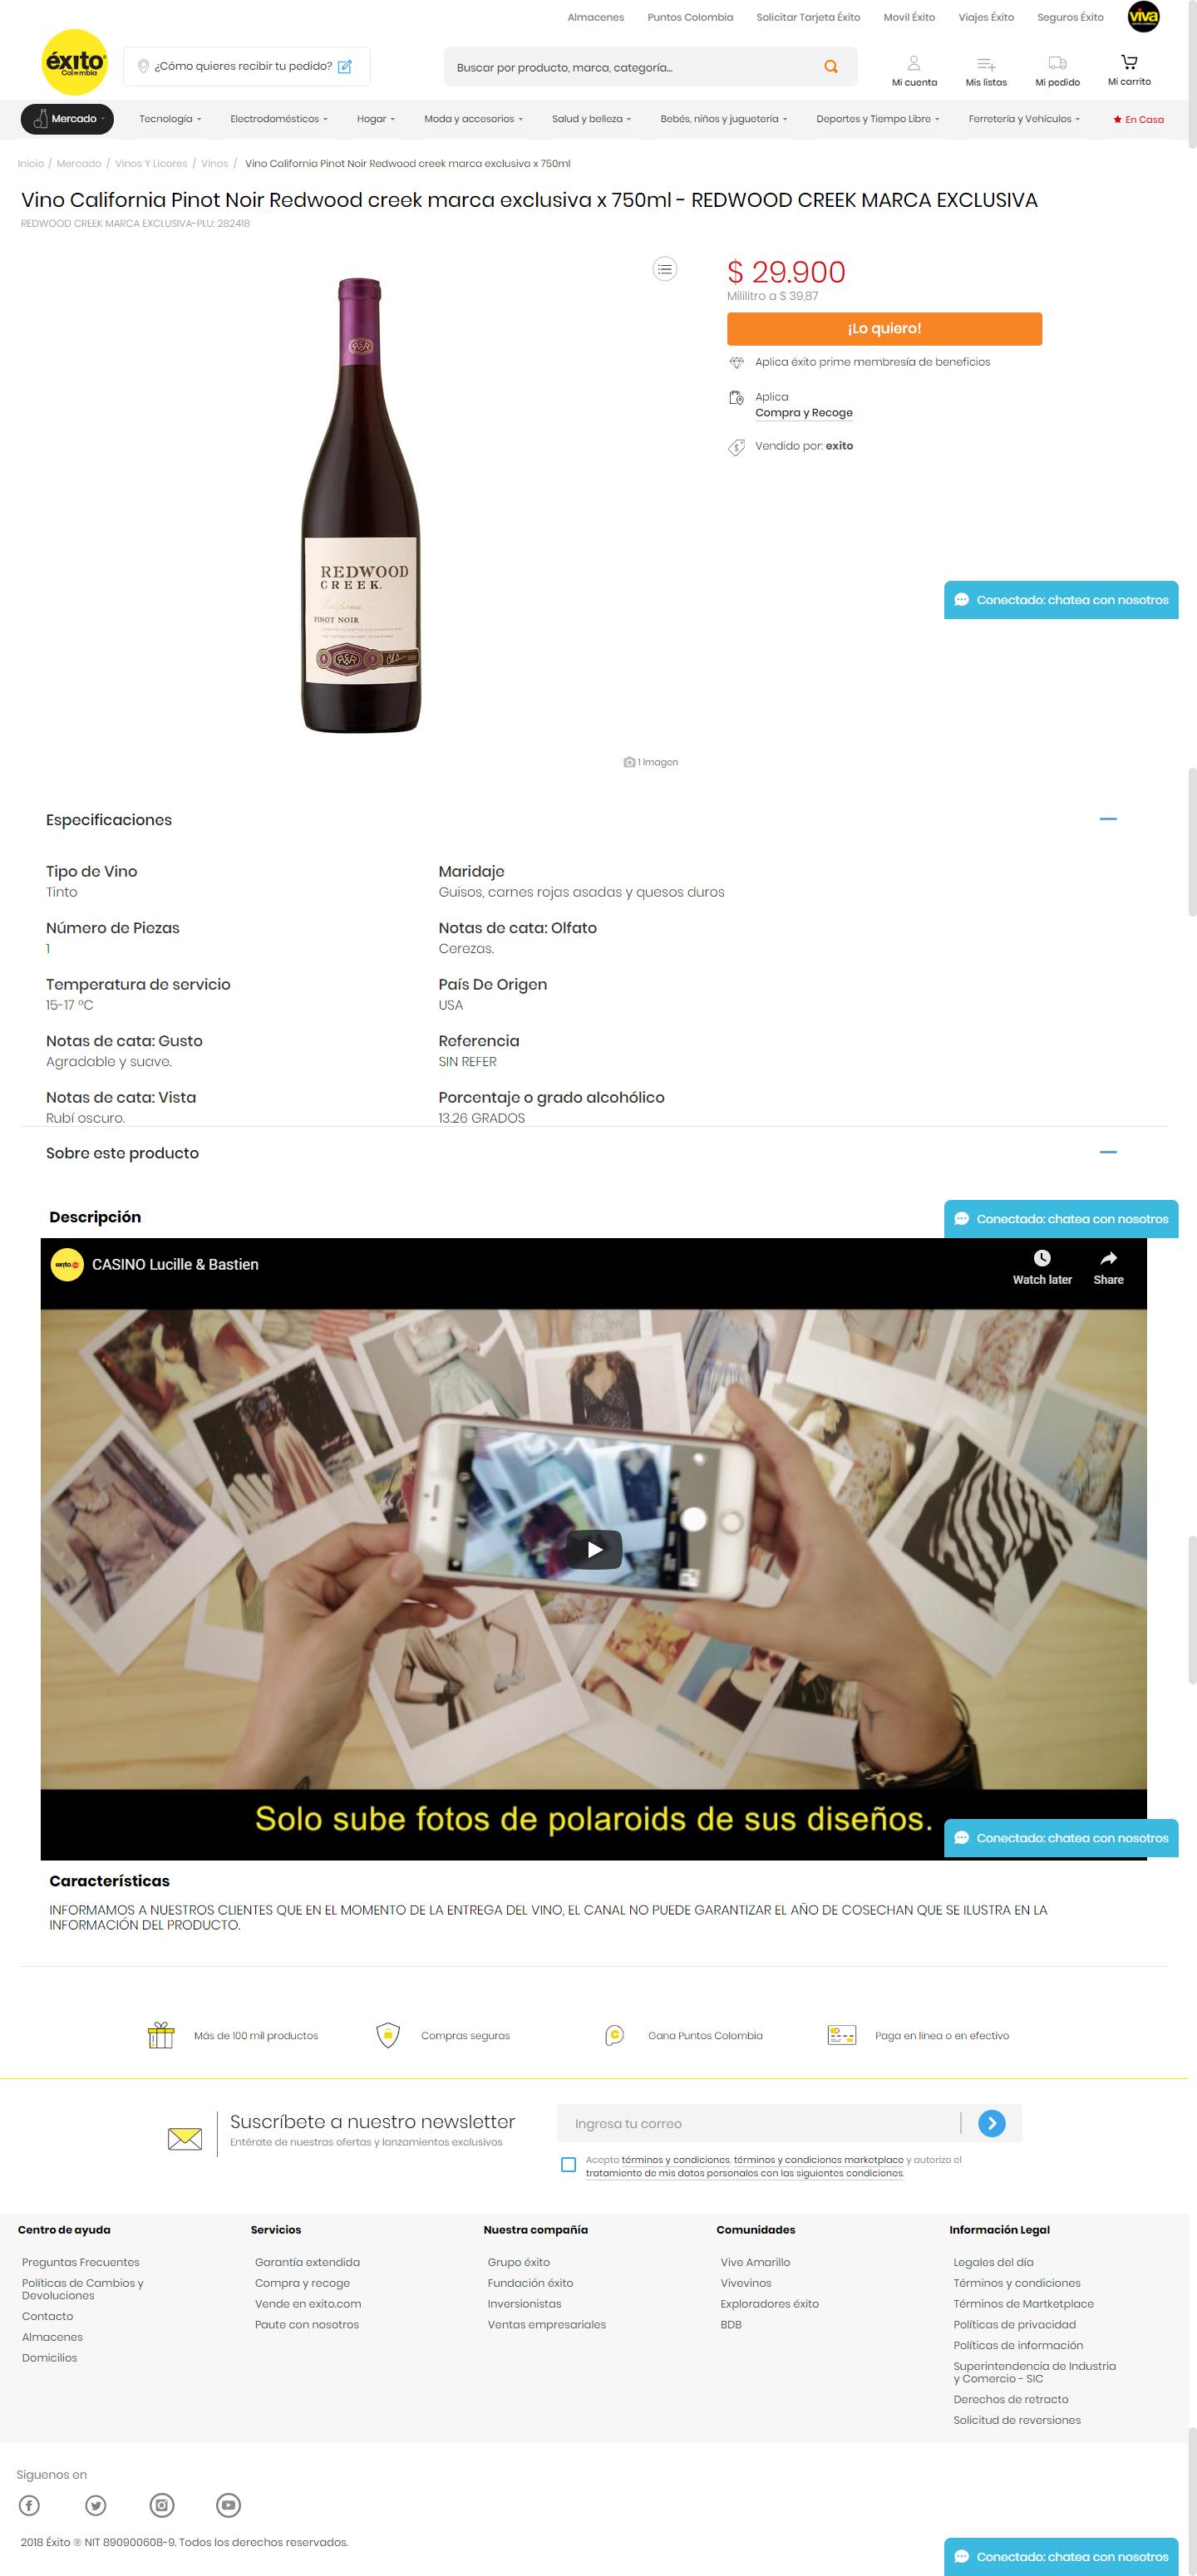 Almacenes Puntos Colombia Solicitar Tarjeta Éxito Movil Éxito Viajes Éxito Seguros Éxito viva
éxito
Colombia
¿Cómo quieres recibir tu pedido?
Buscar por producto, marca, categoría...
Mi cuenta Mis listas Mi pedido Mi carrito
Mercado Tecnología Electrodomésticos Hogar Moda y accesorios Salud y belleza Bebés, niños y juguetería Deportes y Tiempo Libre Ferretería y Vehículos En Casa
Inicio / Mercado / Vinos Y Licores / Vinos / Vino California Pinot Noir Redwood creek marca exclusiva x 750ml
Vino California Pinot Noir Redwood creek marca exclusiva x 750ml - REDWOOD CREEK MARCA EXCLUSIVA
REDWOOD CREEK MARCA EXCLUSIVA-PLU: 282418
$ 29.900
Mililitro a $ 39,87
¡Lo quiero!
Aplica éxito prime membresía de beneficios
Aplica
Compra y Recoge
Vendido por: exito
REDWOOD
CREEK.
California
PINOT NOIR
Conectado: chatea con nosotros
1 Imagen
Especificaciones
Tipo de Vino
Tinto
Maridaje
Guisos, carnes rojas asadas y quesos duros
Número de Piezas
1
Notas de cata: Olfato
Cerezas.
Temperatura de servicio
15-17 °C
País De Origen
USA
Notas de cata: Gusto
Agradable y suave.
Referencia
SIN REFER
Notas de cata: Vista
Rubí oscuro.
Porcentaje o grado alcohólico
13.26 GRADOS
Sobre este producto
Descripción
Conectado: chatea con nosotros
CASINO Lucille & Bastien
Watch later Share
Solo sube fotos de polaroids de sus diseños.
Conectado: chatea con nosotros
Características
INFORMAMOS A NUESTROS CLIENTES QUE EN EL MOMENTO DE LA ENTREGA DEL VINO, EL CANAL NO PUEDE GARANTIZAR EL AÑO DE COSECHAN QUE SE ILUSTRA EN LA
INFORMACIÓN DEL PRODUCTO.
Más de 100 mil productos Compras seguras Gana Puntos Colombia Paga en línea o en efectivo
Suscríbete a nuestro newsletter
Entérate de nuestras ofertas y lanzamientos exclusivos
Ingresa tu correo
Acepto términos y condiciones, términos y condiciones marketplace y autorizo el
tratamiento de mis datos personales con las siguientes condiciones.
Centro de ayuda
Preguntas Frecuentes
Políticas de Cambios y
Devoluciones
Contacto
Almacenes
Domicilios
Servicios
Garantía extendida
Compra y recoge
Vende en exito.com
Paute con nosotros
Nuestra compañía
Grupo éxito
Fundación éxito
Inversionistas
Ventas empresariales
Comunidades
Vive Amarillo
Vivevinos
Exploradores éxito
BDB
Información Legal
Legales del día
Términos y condiciones
Términos de Martketplace
Políticas de privacidad
Políticas de información
Superintendencia de Industria
y Comercio - SIC
Derechos de retracto
Solicitud de reversiones
Siguenos en
2018 Éxito ® NIT 890900608-9. Todos los derechos reservados.
Conectado: chatea con nosotros